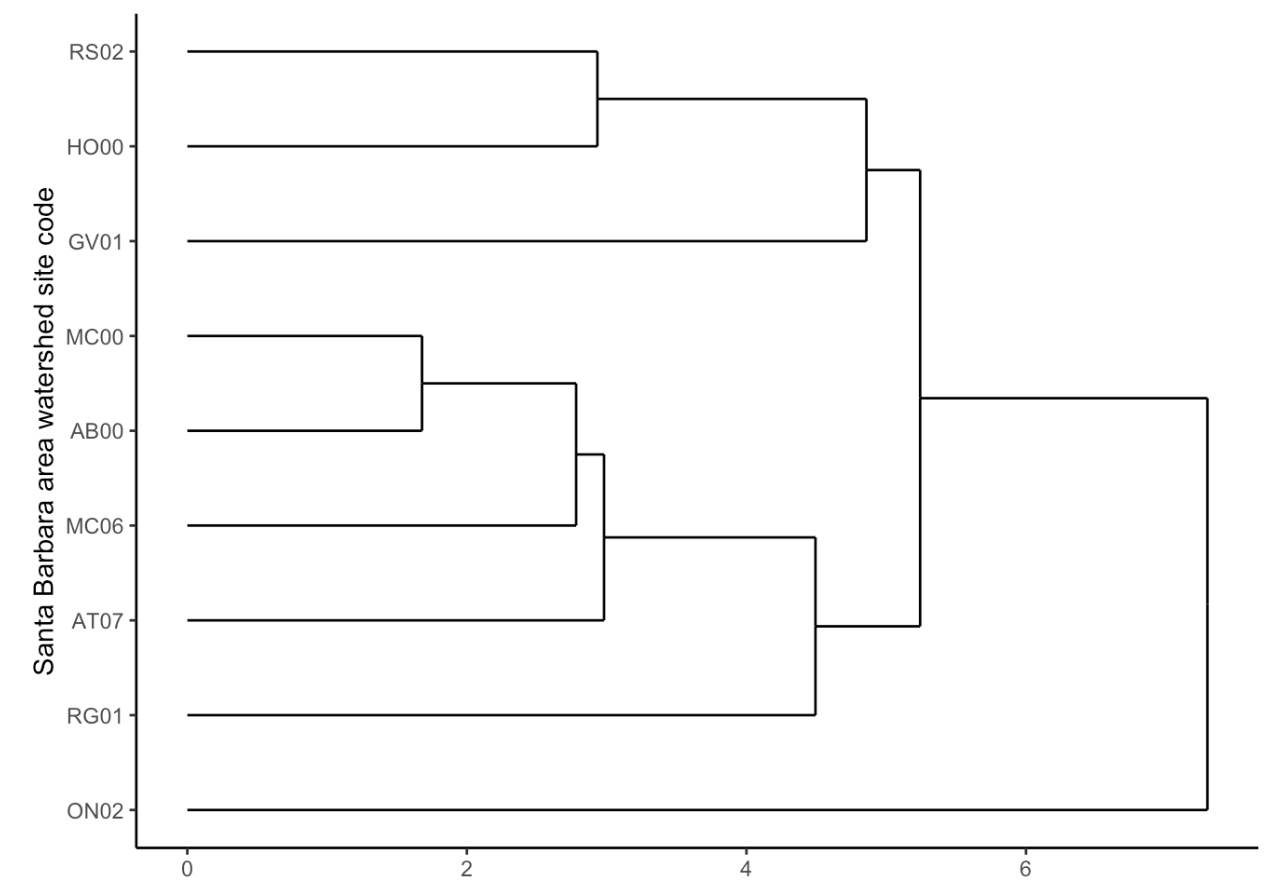 Santa Barbara area watershed site code
RS02
HO00
GV01
MC00
AB00
MC06
AT07
RG01
ON02
0 2 4 6